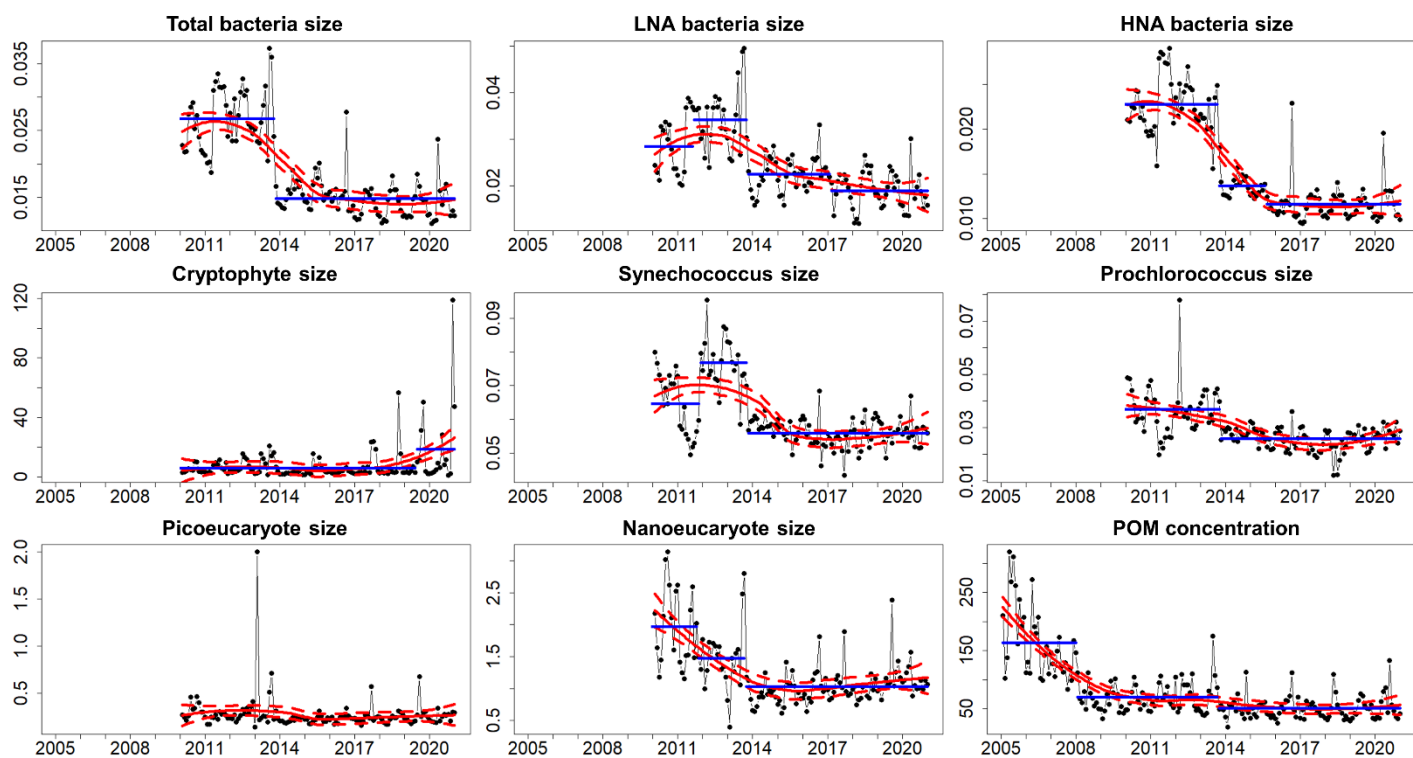 Total bacteria size
0.035
0.025
0.015
2005 2008 2011 2014 2017 2020
LNA bacteria size
0.04
0.02
2005 2008 2011 2014 2017 2020
HNA bacteria size
0.020
0.010
2005 2008 2011 2014 2017 2020
Cryptophyte size
120
80
40
0
2005 2008 2011 2014 2017 2020
Synechococcus size
0.09
0.07
0.05
2005 2008 2011 2014 2017 2020
Prochlorococcus size
0.07
0.05
0.03
0.01
2005 2008 2011 2014 2017 2020
Picoeucaryote size
2.0
1.5
1.0
0.5
2005 2008 2011 2014 2017 2020
Nanoeucaryote size
2.5
1.5
0.5
2005 2008 2011 2014 2017 2020
POM concentration
250
150
50
2005 2008 2011 2014 2017 2020